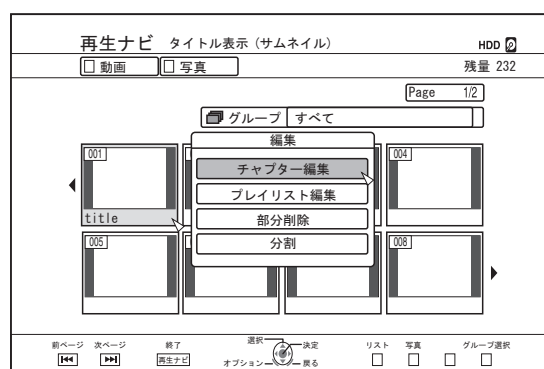 再生ナビ タイトル表示（サムネイル） HDD
動画 写真 残量 232
Page 1/2
グループ すべて
編集
001
004
チャプター編集
プレイリスト編集
title
部分削除
005
008
分割
前ページ 次ページ 終了 選択 決定 リスト 写真 グループ選択
再生ナビ オプション 戻る